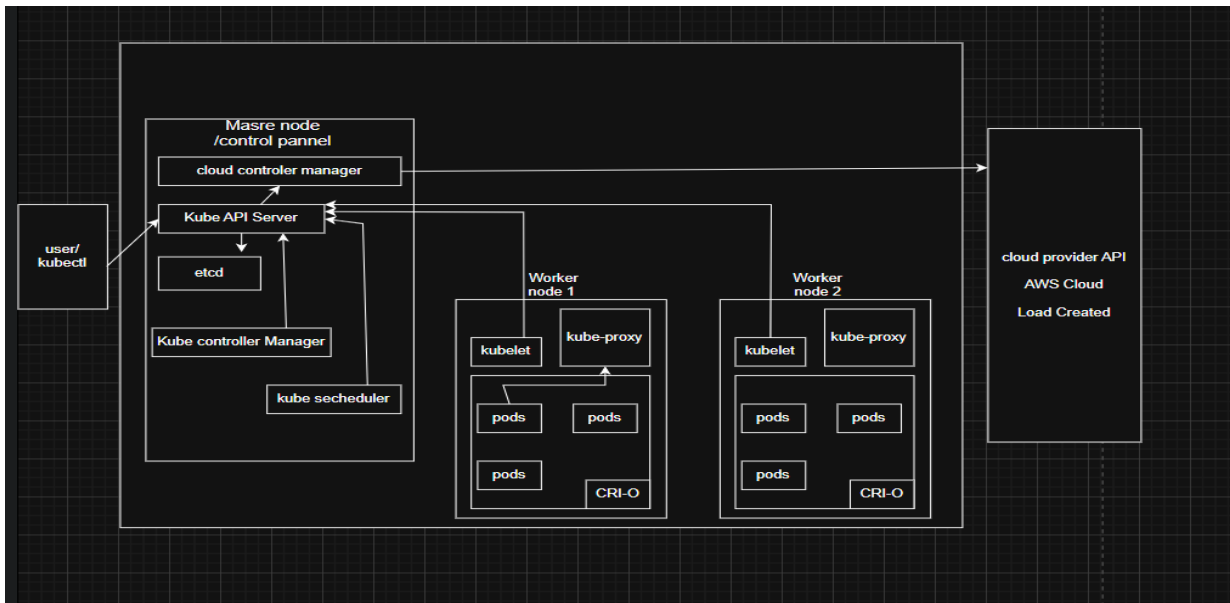 Masre node
/control pannel
cloud controler manager
Kube API Server
user/
kubectl
etcd
Kube controller Manager
kube secheduler
Worker
node 1
kubelet
kube-proxy
pods
pods
pods
CRI-O
Worker
node 2
kubelet
kube-proxy
pods
pods
pods
CRI-O
cloud provider API
AWS Cloud
Load Created